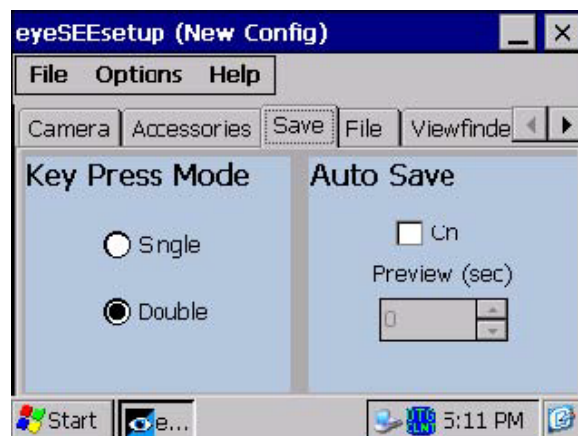 eyeSEEsetup (New Config)
File Options Help
Camera Accessories Save File Viewfinde
Key Press Mode
Single
Double
Auto Save
On
Preview (sec)
0
Start e... 5:11 PM